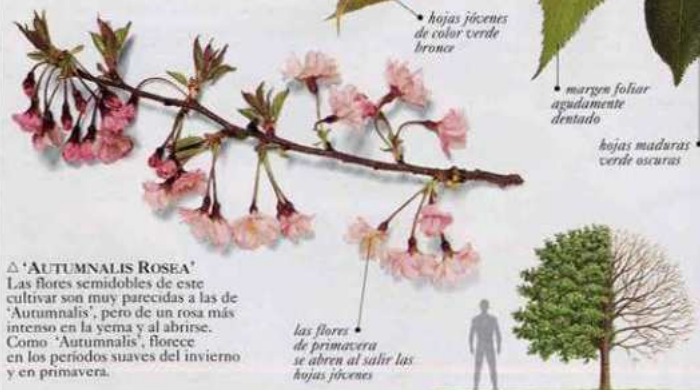 hojas jóvenes
de color verde
bronce
margen foliar
agudamente
dentado
hojas maduras
verde oscuras
△ 'AUTUMNALIS ROSEA'
Las flores semidobles de este
cultivar son muy parecidas a las de
'Autumnalis', pero de un rosa más
intenso en la yema y al abrirse.
Como 'Autumnalis', florece
en los períodos suaves del invierno
y en primavera.
las flores
de primavera
se abren al salir las
hojas jóvenes